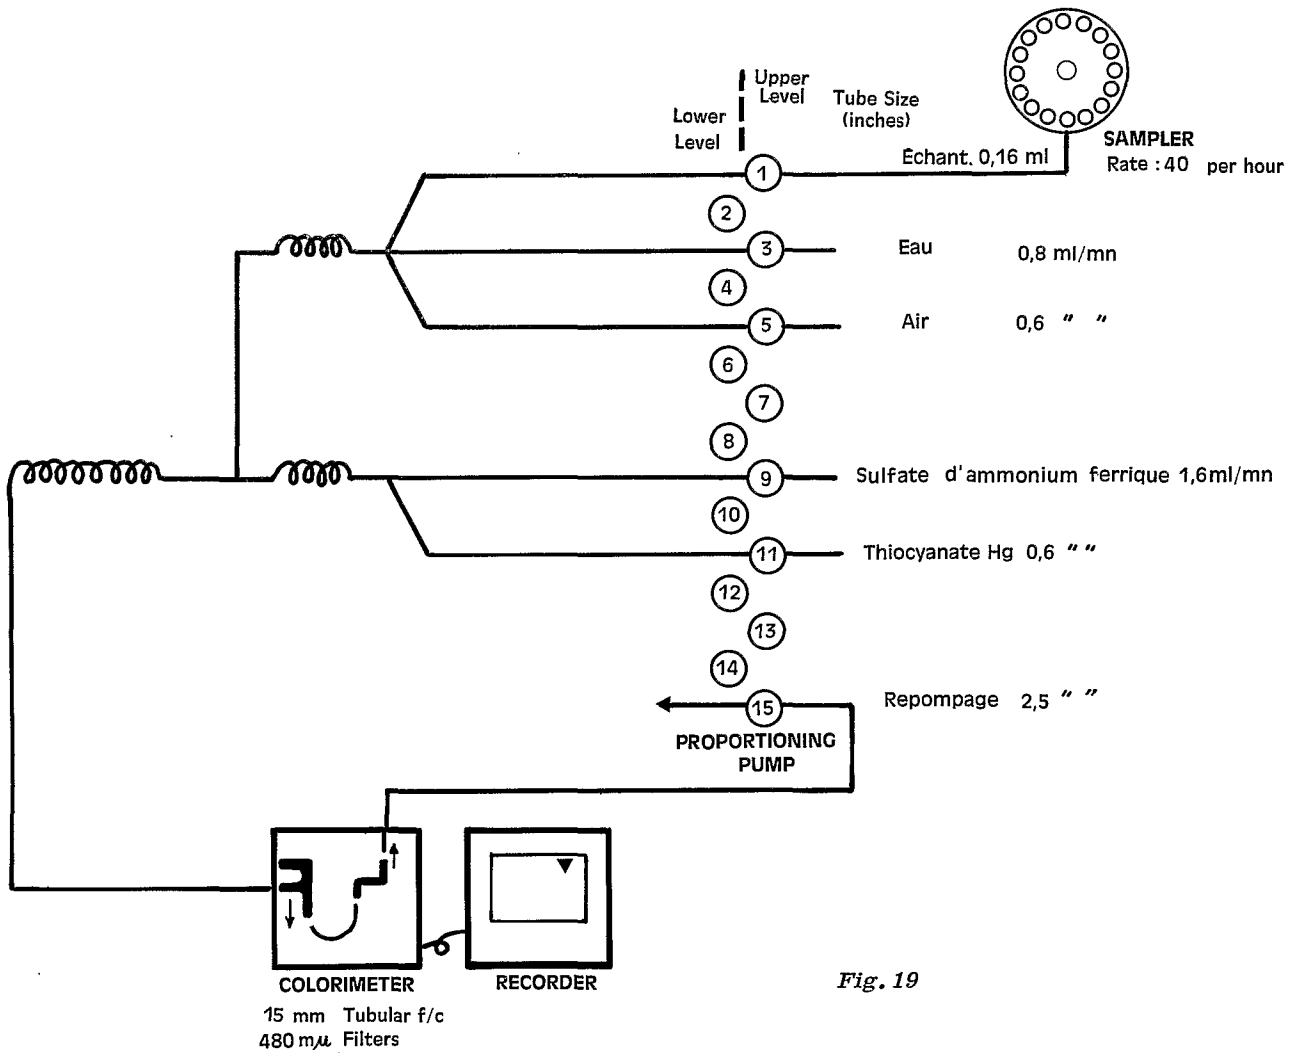 Upper
Level
Tube Size
(inches)
Lower
Level
SAMPLER
Rate : 40 per hour
Échant. 0,16 ml
1
2
3 Eau 0,8 ml/mn
4
5 Air 0,6 " "
6
7
8
9 Sulfate d'ammonium ferrique 1,6ml/mn
10
11 Thiocyanate Hg 0,6 " "
12
13
14
15 Repompage 2,5 " "
PROPORTIONING
PUMP
COLORIMETER
15 mm Tubular f/c
480 mµ Filters
RECORDER
Fig. 19